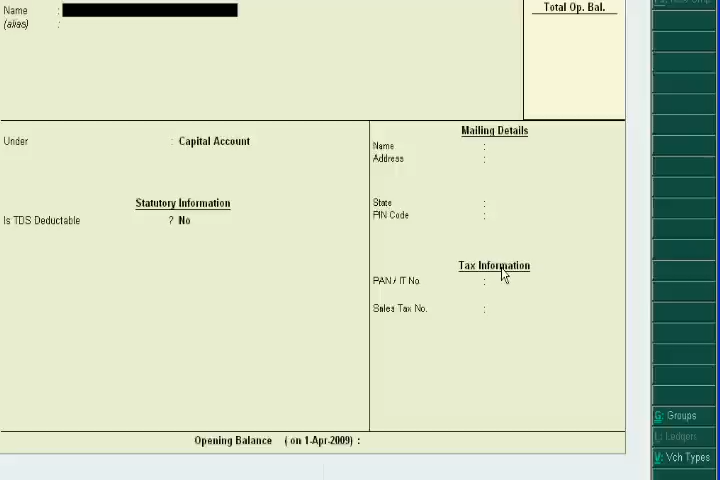 Name :
(alias) :
Total Op. Bal.
Under : Capital Account
Statutory Information
Is TDS Deductable ? No
Mailing Details
Name :
Address :
State :
PIN Code :
Tax Information
PAN / IT No. :
Sales Tax No. :
Opening Balance ( on 1-Apr-2009) :
G: Groups
L: Ledgers
V: Vch Types